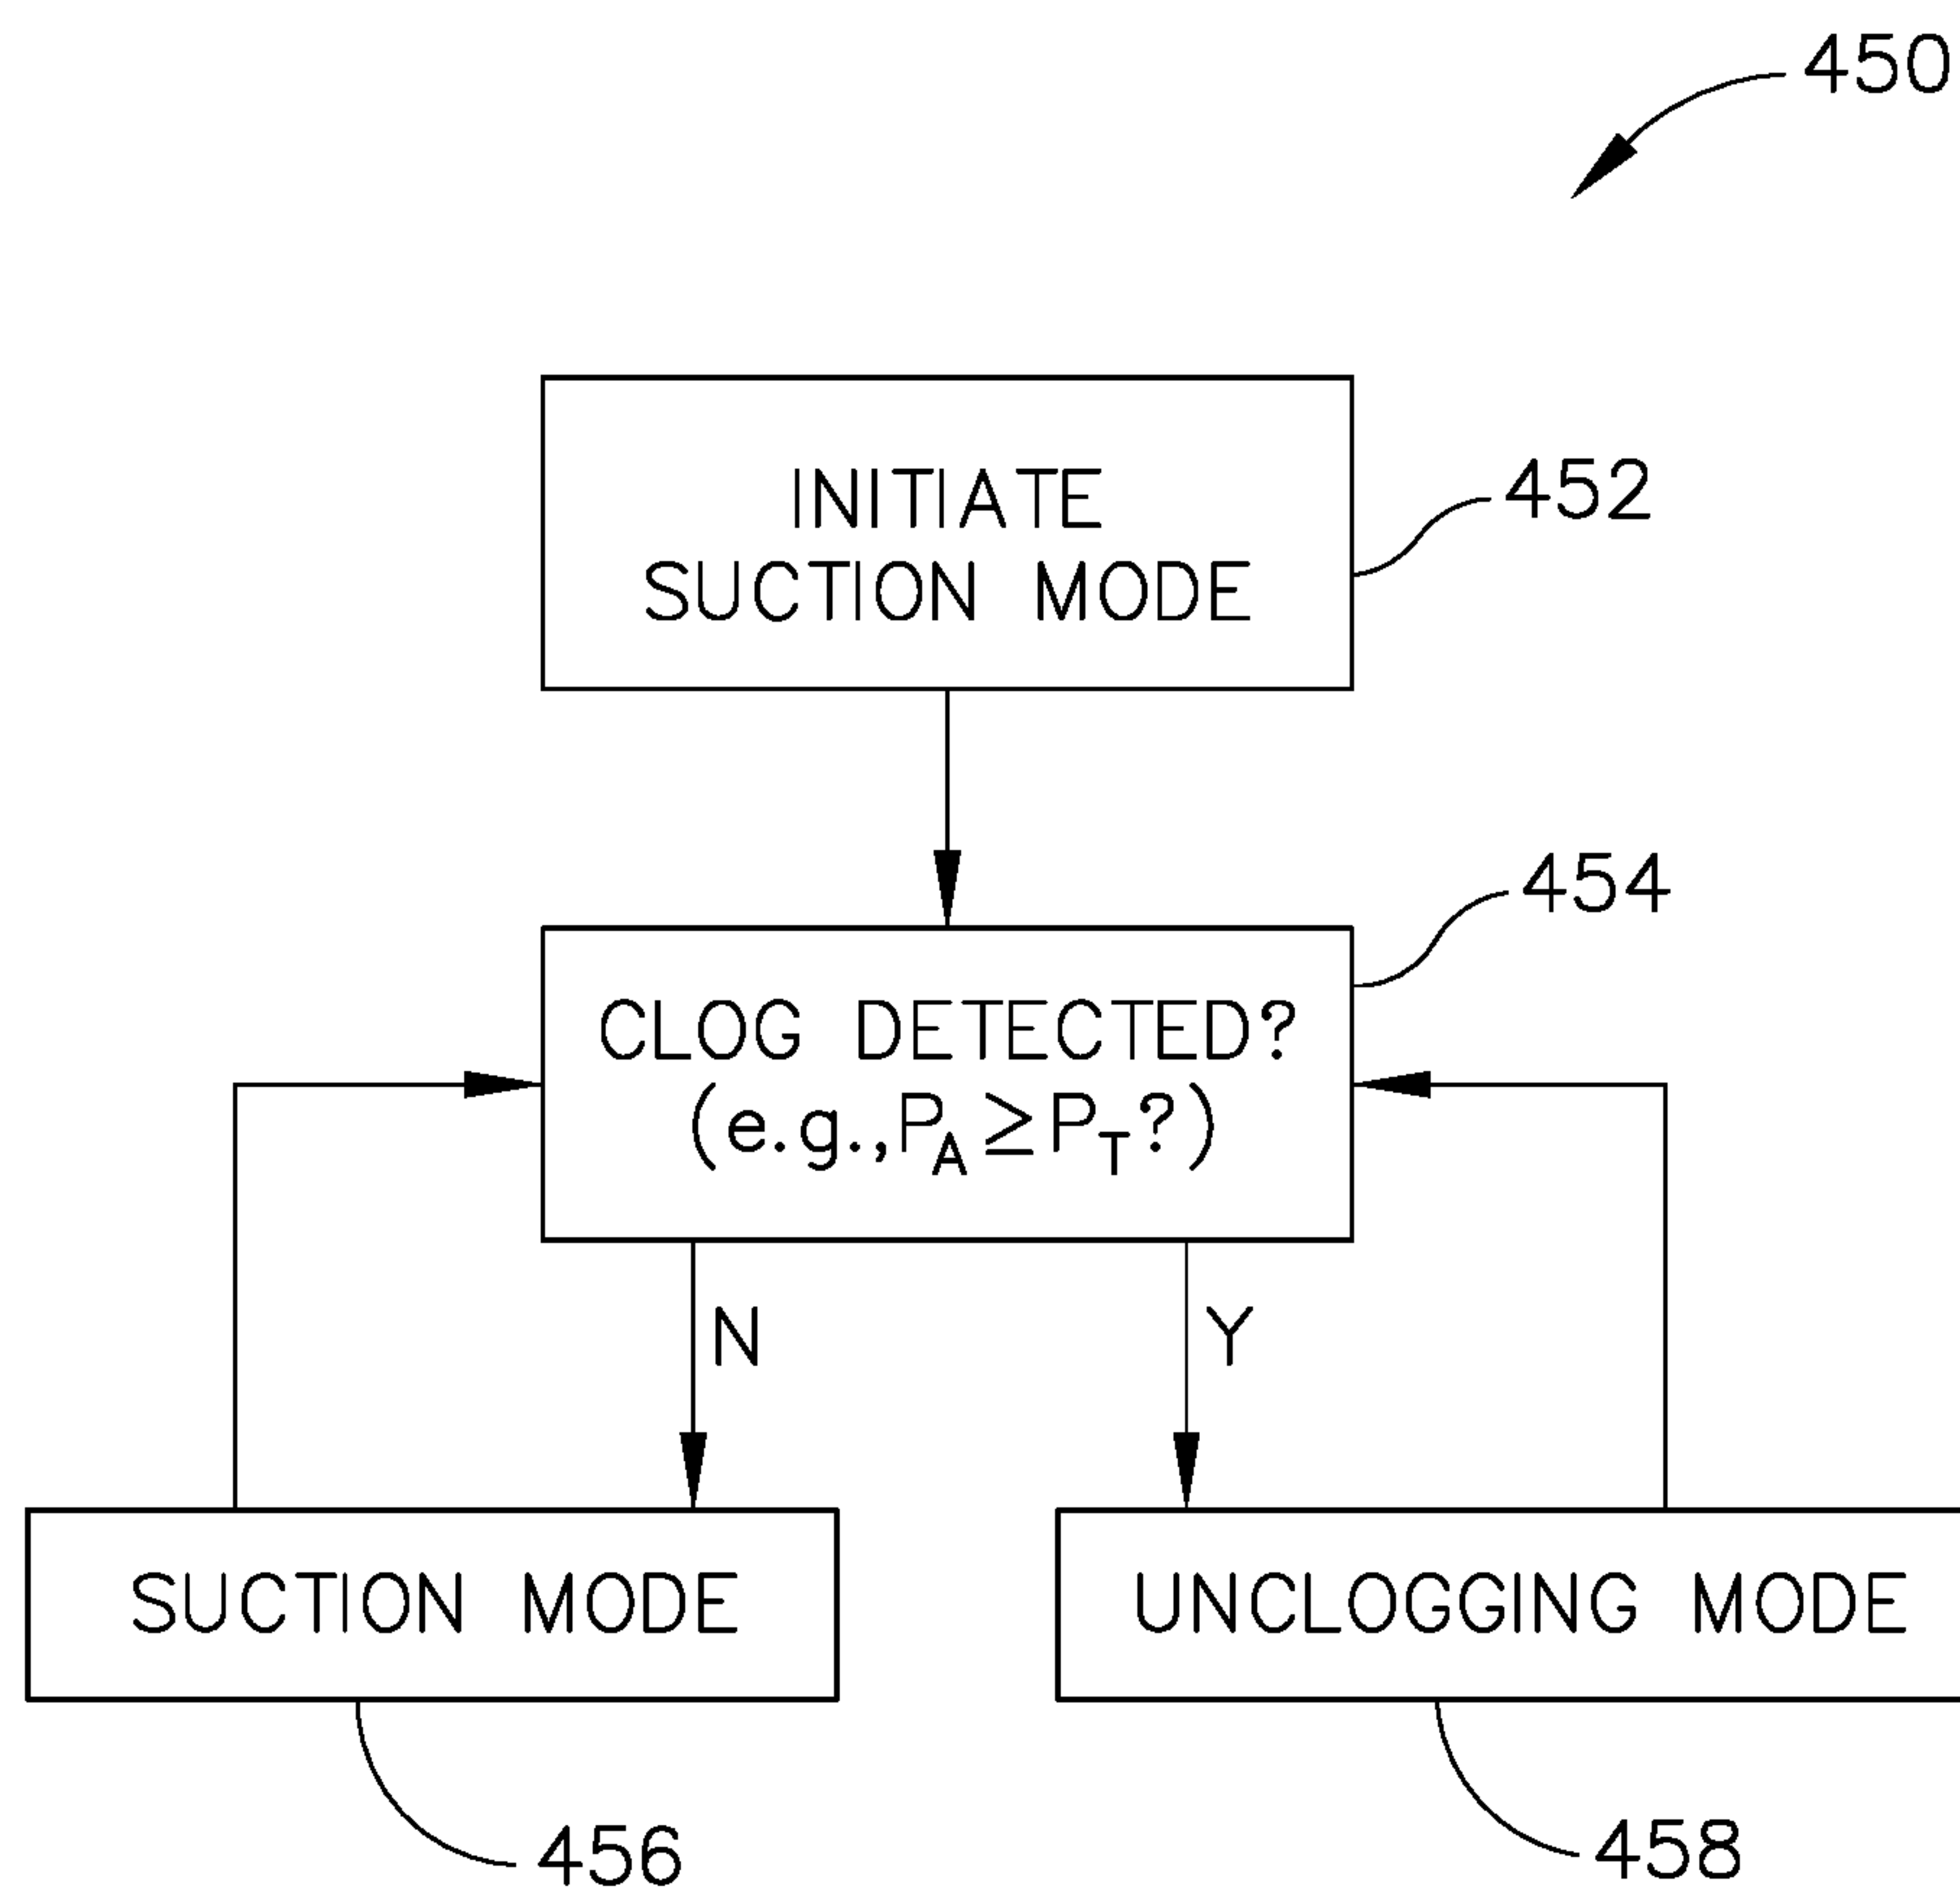 450
INITIATE
SUCTION MODE
452
454
CLOG DETECTED?
(e.g., PA ≥ PT?)
N
Y
SUCTION MODE
UNCLOGGING MODE
456
458